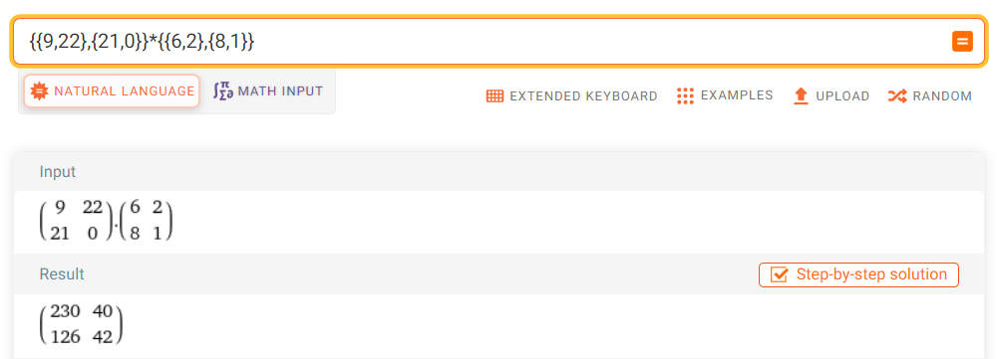 {{9,22},{21,0}}*{{6,2},{8,1}}
NATURAL LANGUAGE
∫π Σ∂ MATH INPUT
EXTENDED KEYBOARD
EXAMPLES
UPLOAD
RANDOM
Input
(9 22
21 0).(6 2
8 1)
Result
Step-by-step solution
(230 40
126 42)